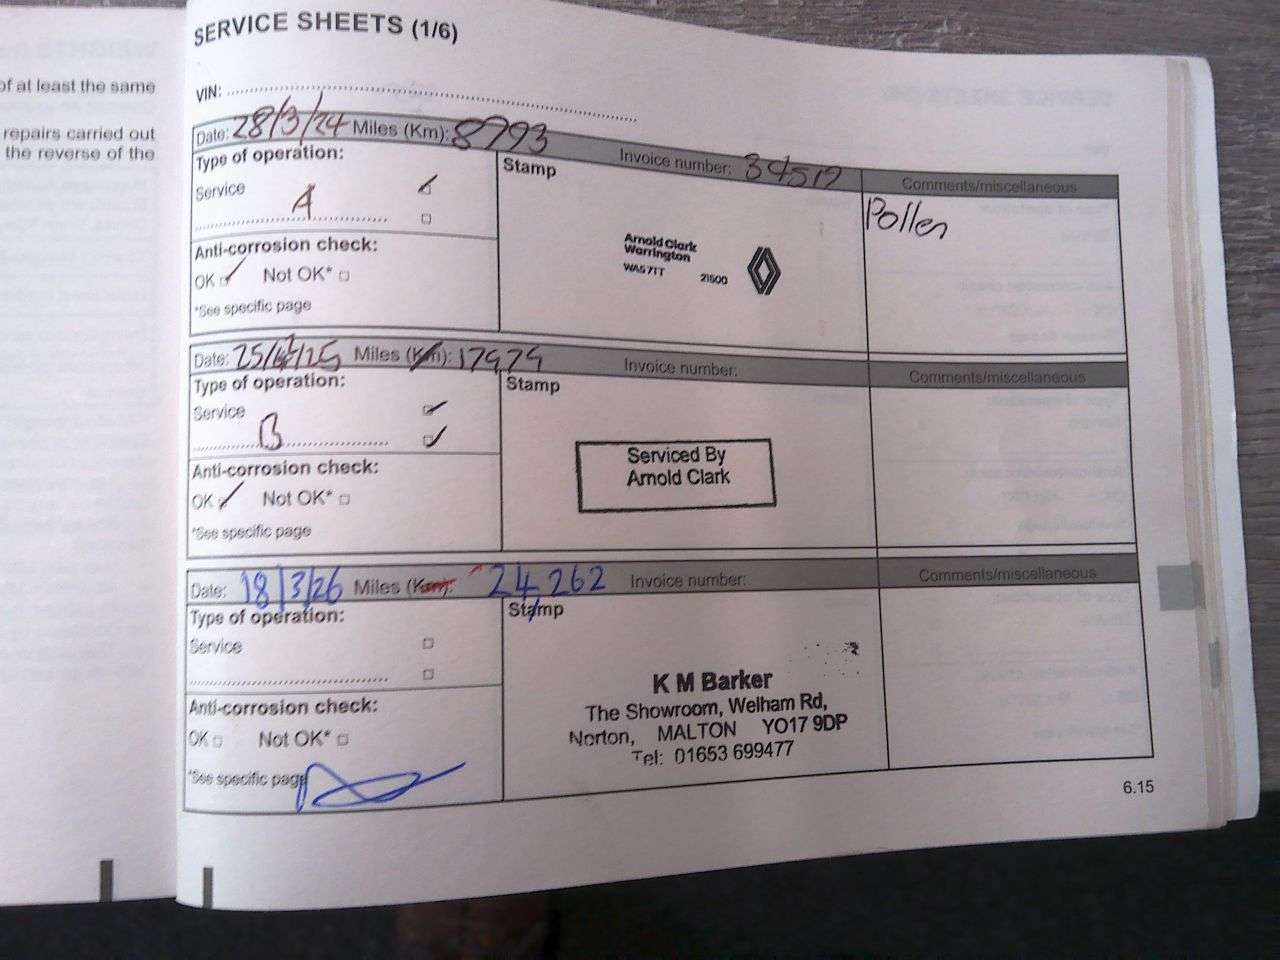 of at least the same
repairs carried out
the reverse of the
SERVICE SHEETS (1/6)
VIN:
Date: 28/3/24 Miles (Km): 8793 Invoice number: Comments/miscellaneous
Type of operation:
Stamp
Pollen
Service
A
Arnold Clark
Warrington
WA5 7TT 21500
Anti-corrosion check:
OK Not OK*
*See specific page
Date: Miles (Km): 17979 Invoice number: Comments/miscellaneous
Type of operation:
Stamp
Service
B
Serviced By
Arnold Clark
Anti-corrosion check:
OK Not OK*
*See specific page
Date: 18/3/26 Miles (Km): 24,262 Invoice number: Comments/miscellaneous
Type of operation:
Stamp
Service
K M Barker
The Showroom, Welham Rd,
Norton, MALTON YO17 9DP
Tel: 01653 699477
Anti-corrosion check:
OK Not OK*
*See specific page
6.15